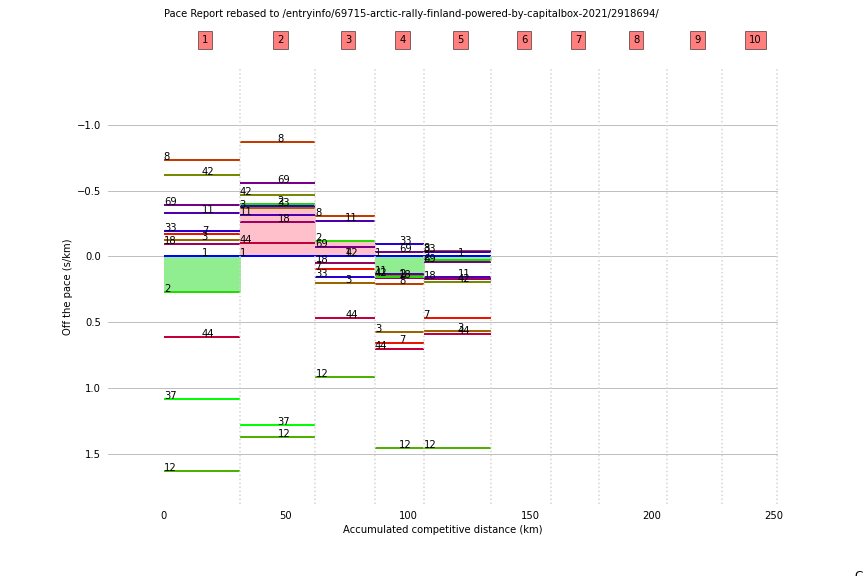 Pace Report rebased to /entryinfo/69715-arctic-rally-finland-powered-by-capitalbox-2021/2918694/
1 2 3 4 5 6 7 8 9 10
−1.0
8
8
42
69
−0.5
42
69 2 33
11 11 8 11
33 7 18
18 3 44 2 69 33
0.0 1 1 42 1 69 8 33 1
18 69
7 11
33 42 18 18 11
2 3 8 42
Off the pace (s/km)
0.5 44 7
3 3 44
44 7
44
12
1.0
37
37
12
12 12
1.5
12
0 50 100 150 200 250
Accumulated competitive distance (km)
C